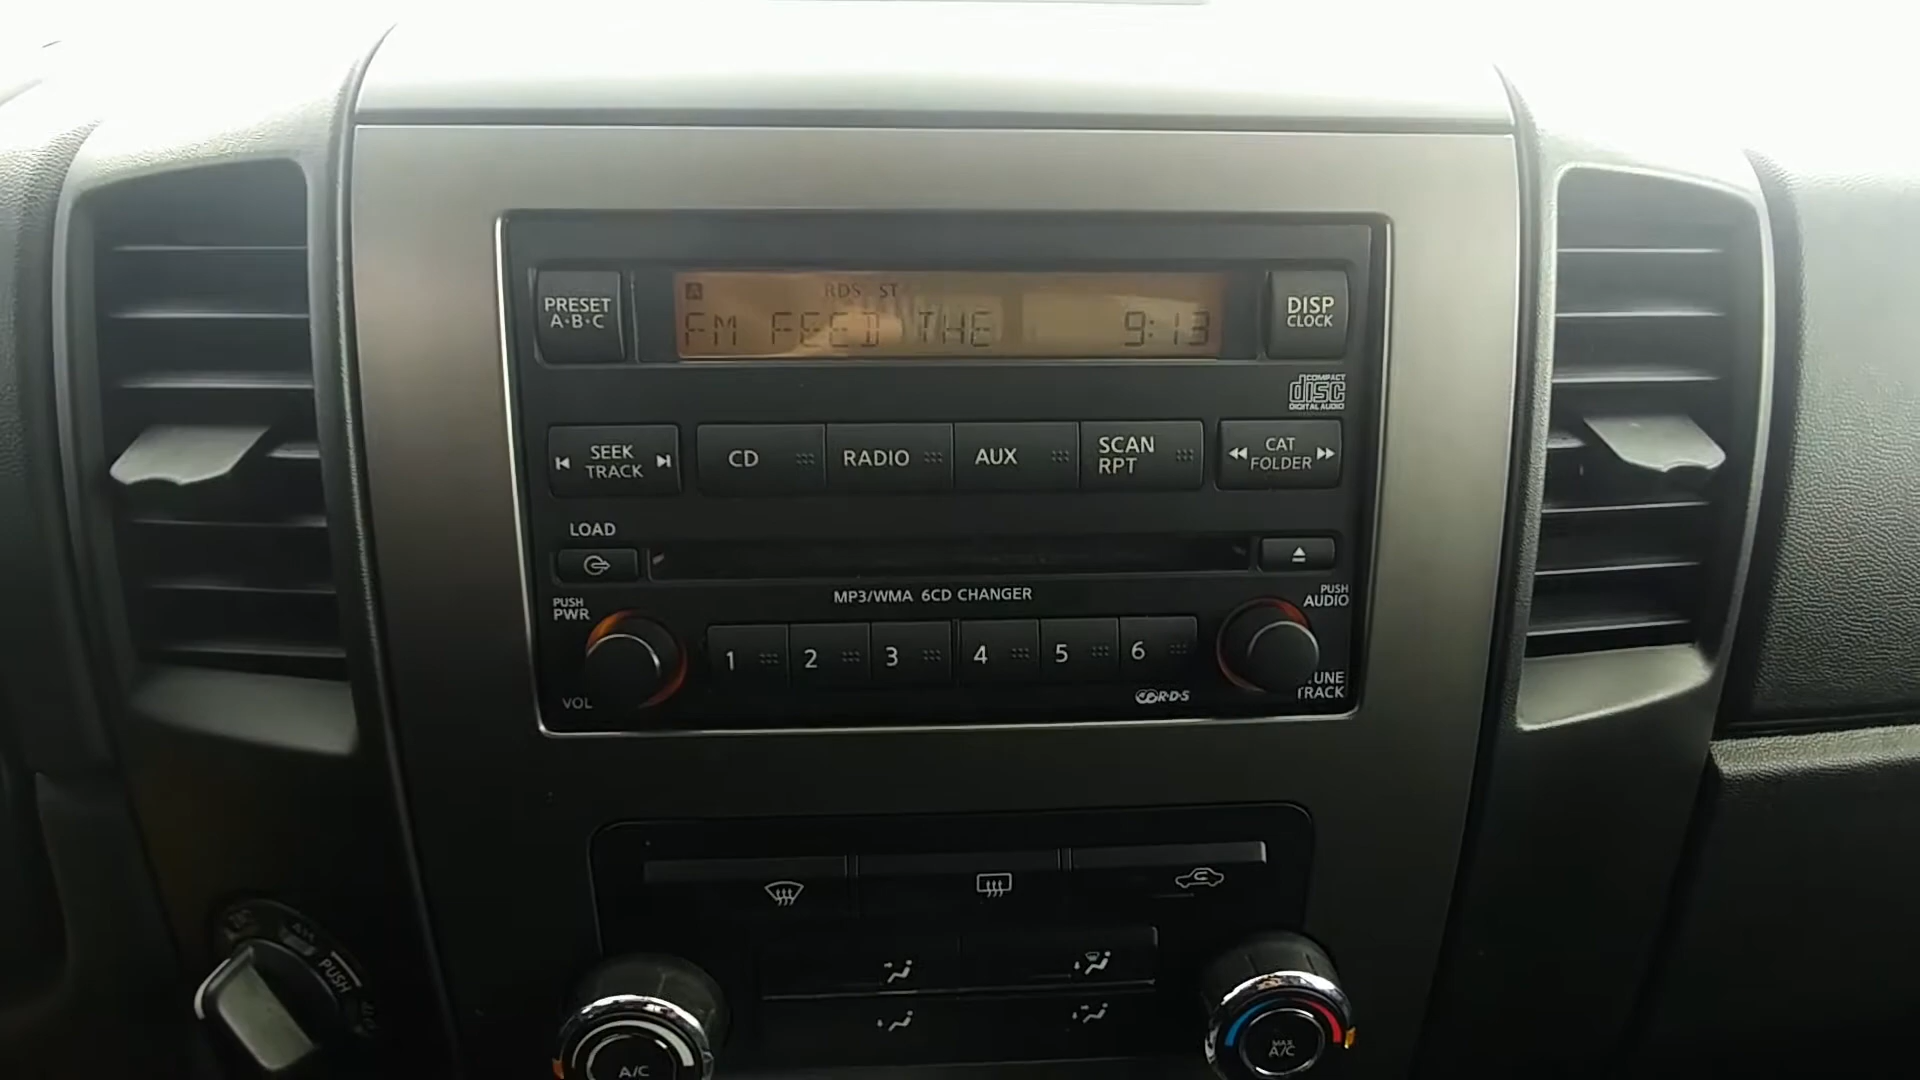 A RDS ST
PRESET
A·B·C
FM FEED THE 9:13
DISP
CLOCK
COMPACT
disc
DIGITAL AUDIO
SEEK
TRACK
CD
RADIO
AUX
SCAN
RPT
CAT
FOLDER
LOAD
MP3/WMA 6CD CHANGER
PUSH
PWR
VOL
1 2 3 4 5 6
R·D·S
PUSH
AUDIO
TUNE
TRACK
PUSH
A/C
MAX
A/C